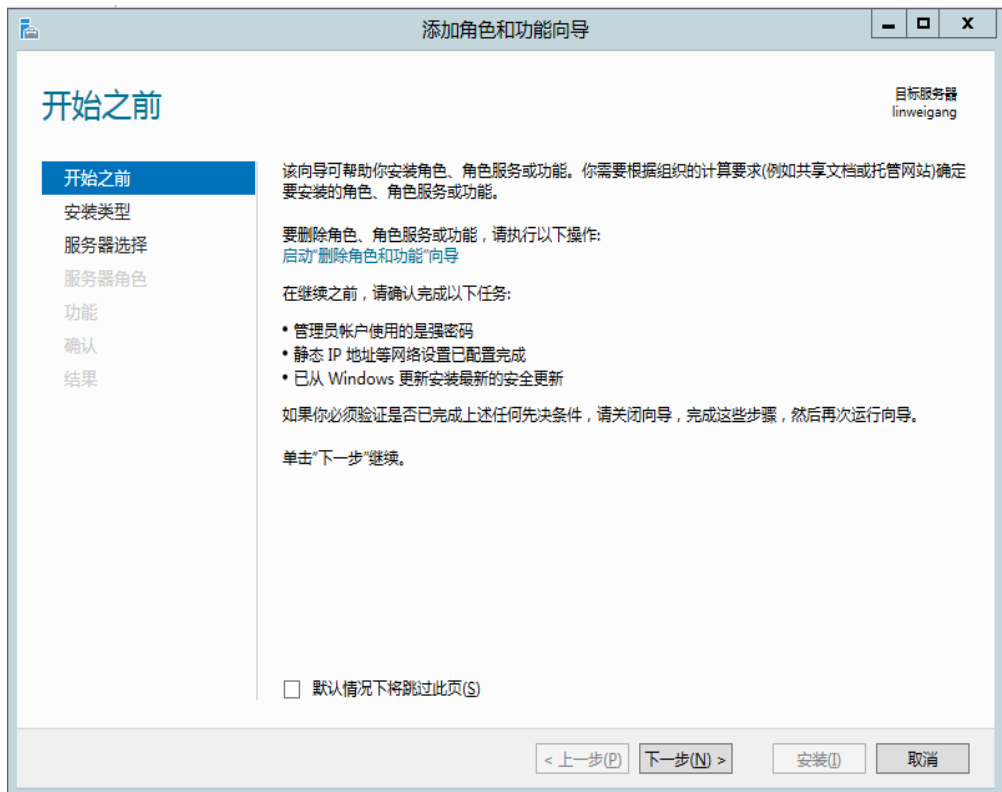 添加角色和功能向导
开始之前
目标服务器
linweigang
开始之前
安装类型
服务器选择
服务器角色
功能
确认
结果
该向导可帮助你安装角色、角色服务或功能。你需要根据组织的计算要求(例如共享文档或托管网站)确定
要安装的角色、角色服务或功能。
要删除角色、角色服务或功能，请执行以下操作:
启动"删除角色和功能"向导
在继续之前，请确认完成以下任务:
• 管理员帐户使用的是强密码
• 静态 IP 地址等网络设置已配置完成
• 已从 Windows 更新安装最新的安全更新
如果你必须验证是否已完成上述任何先决条件，请关闭向导，完成这些步骤，然后再次运行向导。
单击"下一步"继续。
默认情况下将跳过此页(S)
< 上一步(P) 下一步(N) > 安装(I) 取消